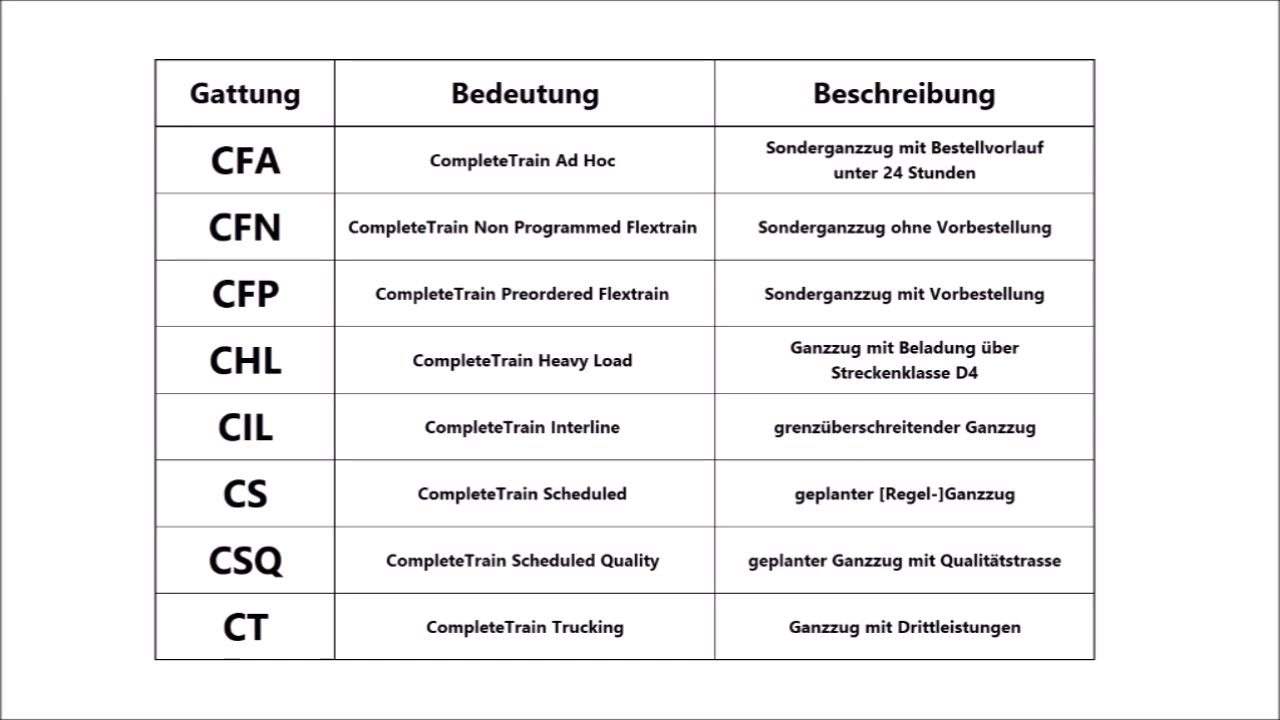 Gattung Bedeutung Beschreibung
CFA CompleteTrain Ad Hoc Sonderganzzug mit Bestellvorlauf
unter 24 Stunden
CFN CompleteTrain Non Programmed Flextrain Sonderganzzug ohne Vorbestellung
CFP CompleteTrain Preordered Flextrain Sonderganzzug mit Vorbestellung
CHL CompleteTrain Heavy Load Ganzzug mit Beladung über
Streckenklasse D4
CIL CompleteTrain Interline grenzüberschreitender Ganzzug
CS CompleteTrain Scheduled geplanter [Regel-]Ganzzug
CSQ CompleteTrain Scheduled Quality geplanter Ganzzug mit Qualitätstrasse
CT CompleteTrain Trucking Ganzzug mit Drittleistungen